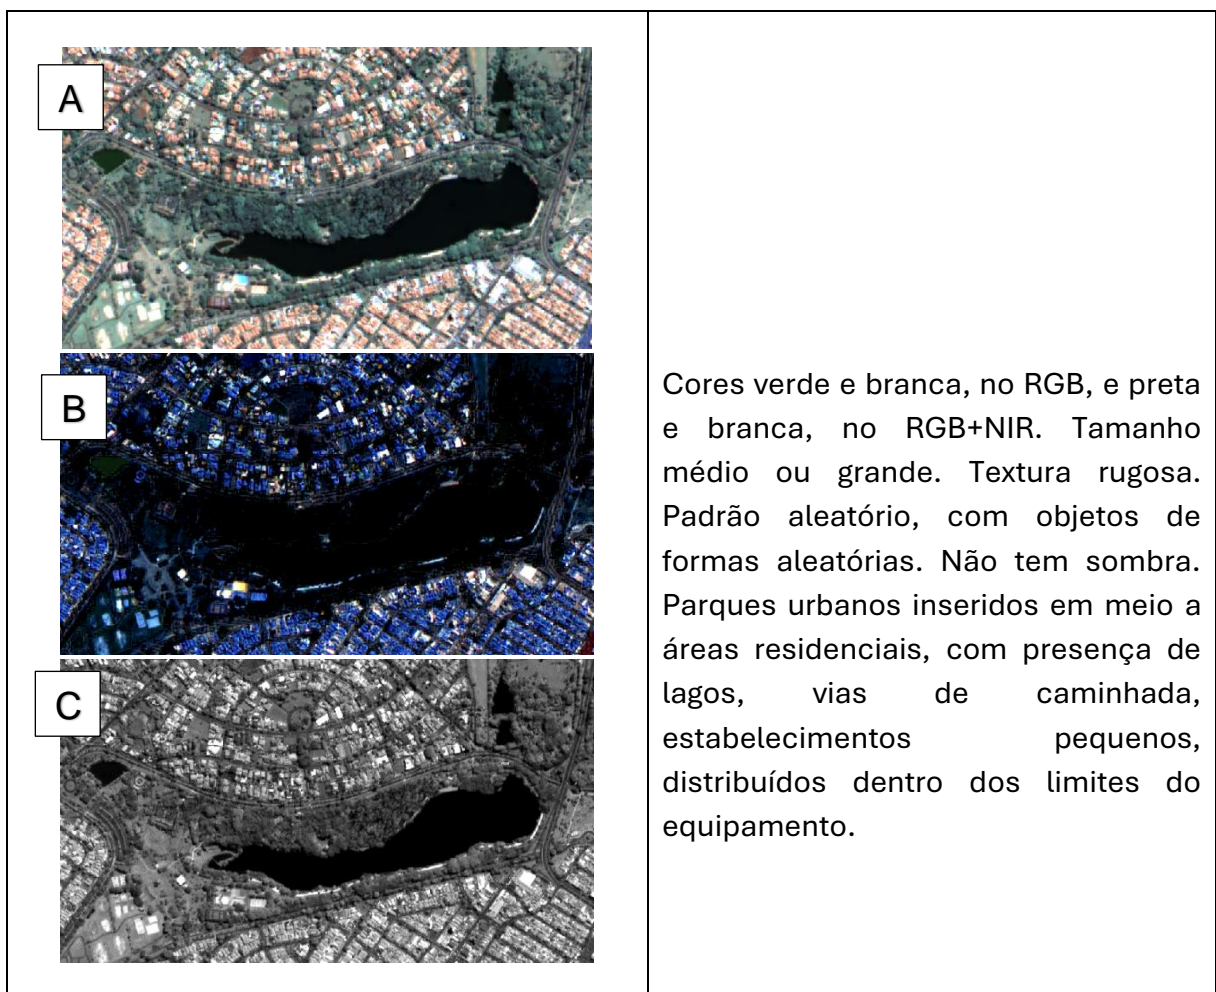 A
B
C
Cores verde e branca, no RGB, e preta
e branca, no RGB+NIR. Tamanho
médio ou grande. Textura rugosa.
Padrão aleatório, com objetos de
formas aleatórias. Não tem sombra.
Parques urbanos inseridos em meio a
áreas residenciais, com presença de
lagos, vias de caminhada,
estabelecimentos pequenos,
distribuídos dentro dos limites do
equipamento.